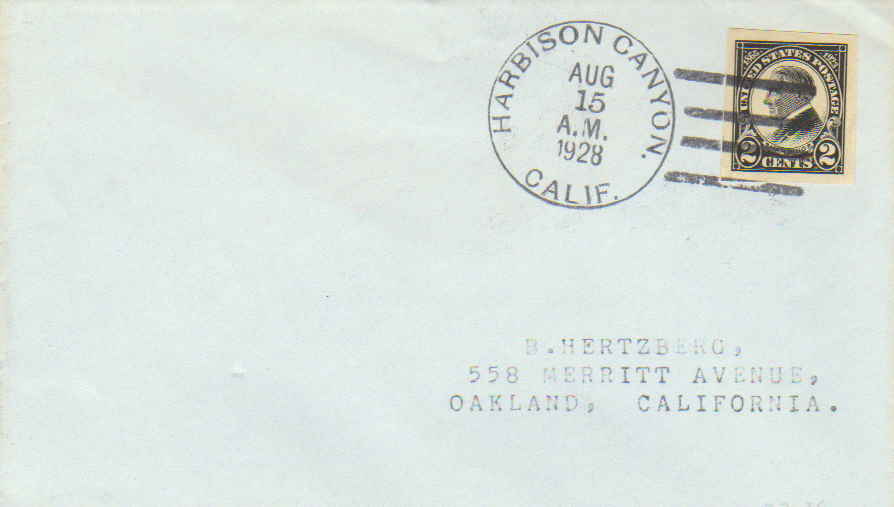 HARBISON CANYON.
AUG
15
A.M.
1928
CALIF.
UNITED STATES POSTAGE
2 CENTS 2
B.HERTZBERG,
558 MERRITT AVENUE,
OAKLAND, CALIFORNIA.